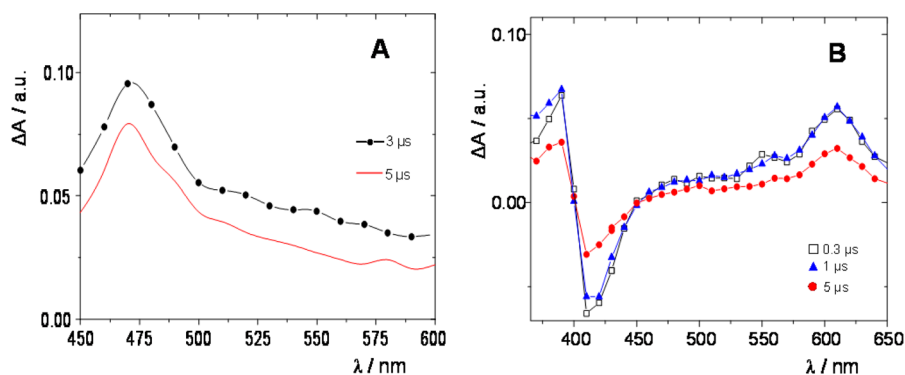 A
ΔA / a.u.
0.10
0.05
0.00
3 µs
5 µs
450 475 500 525 550 575 600
λ / nm
B
ΔA / a.u.
0.10
0.00
0.3 µs
1 µs
5 µs
400 450 500 550 600 650
λ / nm